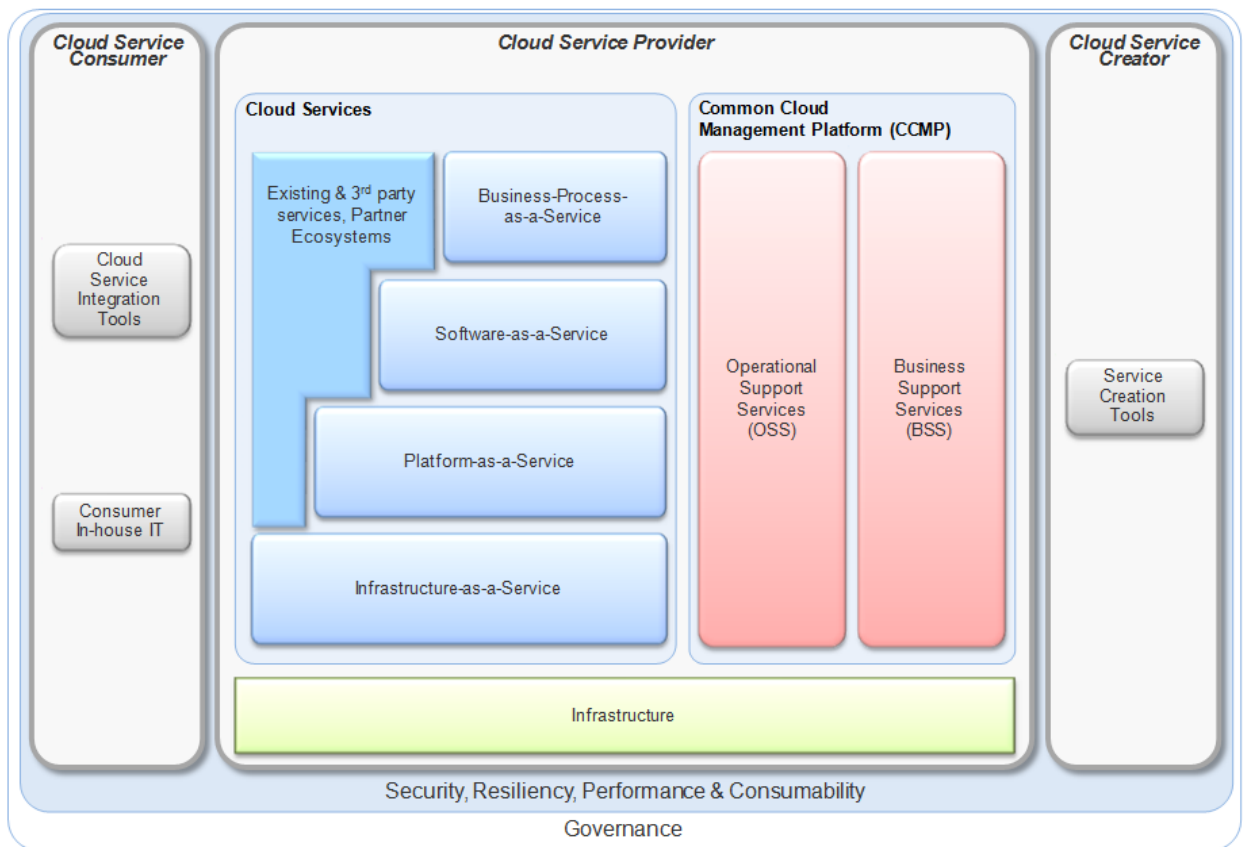 Cloud Service
Consumer
Cloud Service
Integration
Tools
Consumer
In-house IT
Cloud Service Provider
Cloud Services
Existing & 3rd party
services, Partner
Ecosystems
Business-Process-
as-a-Service
Software-as-a-Service
Platform-as-a-Service
Infrastructure-as-a-Service
Common Cloud
Management Platform (CCMP)
Operational
Support
Services
(OSS)
Business
Support
Services
(BSS)
Infrastructure
Cloud Service
Creator
Service
Creation
Tools
Security, Resiliency, Performance & Consumability
Governance